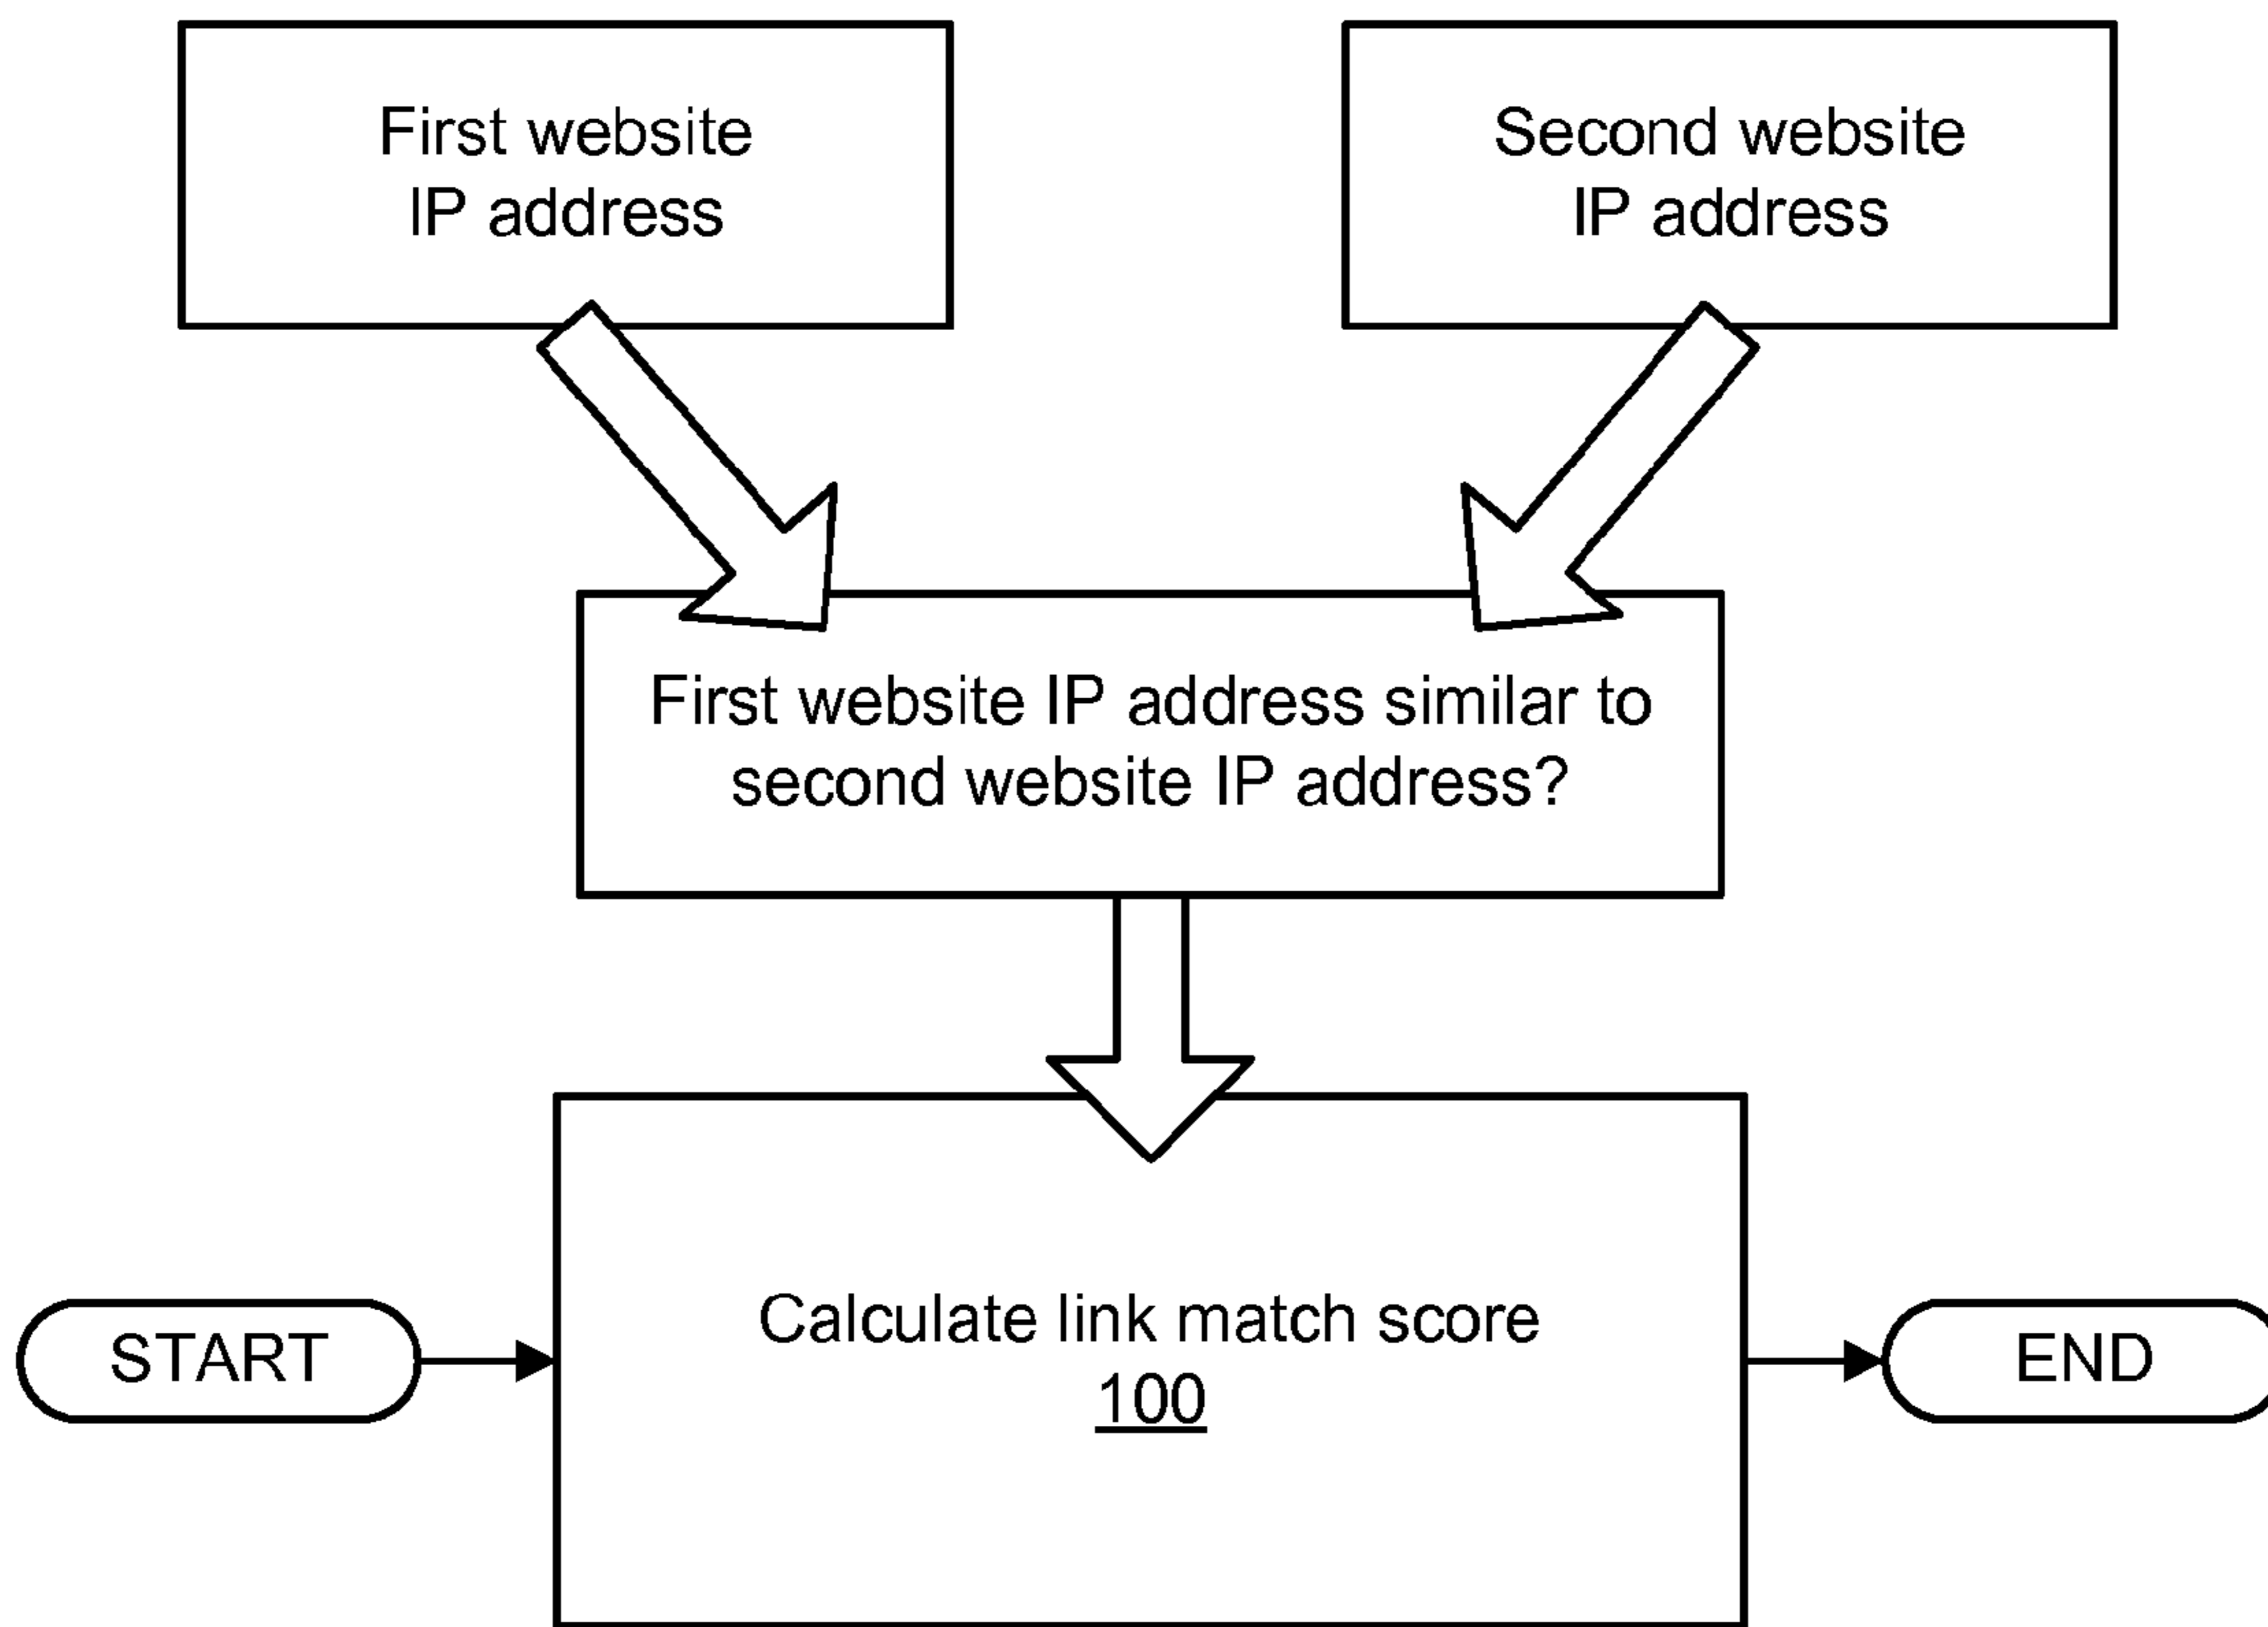 First website
IP address
Second website
IP address
First website IP address similar to
second website IP address?
Calculate link match score
100
START
END